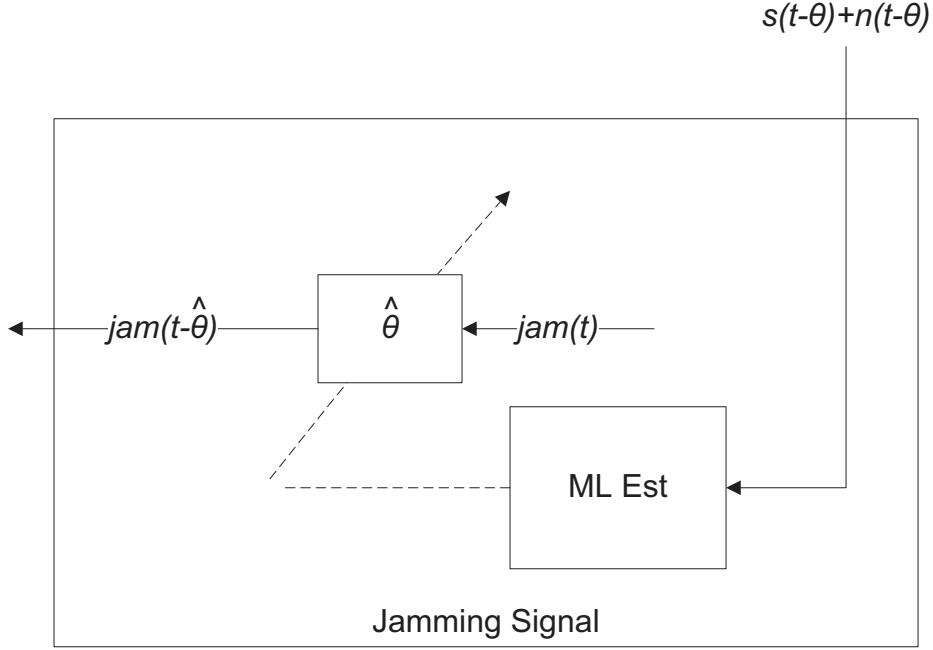 s(t-θ)+n(t-θ)
jam(t-θ̂)
θ̂
jam(t)
ML Est
Jamming Signal